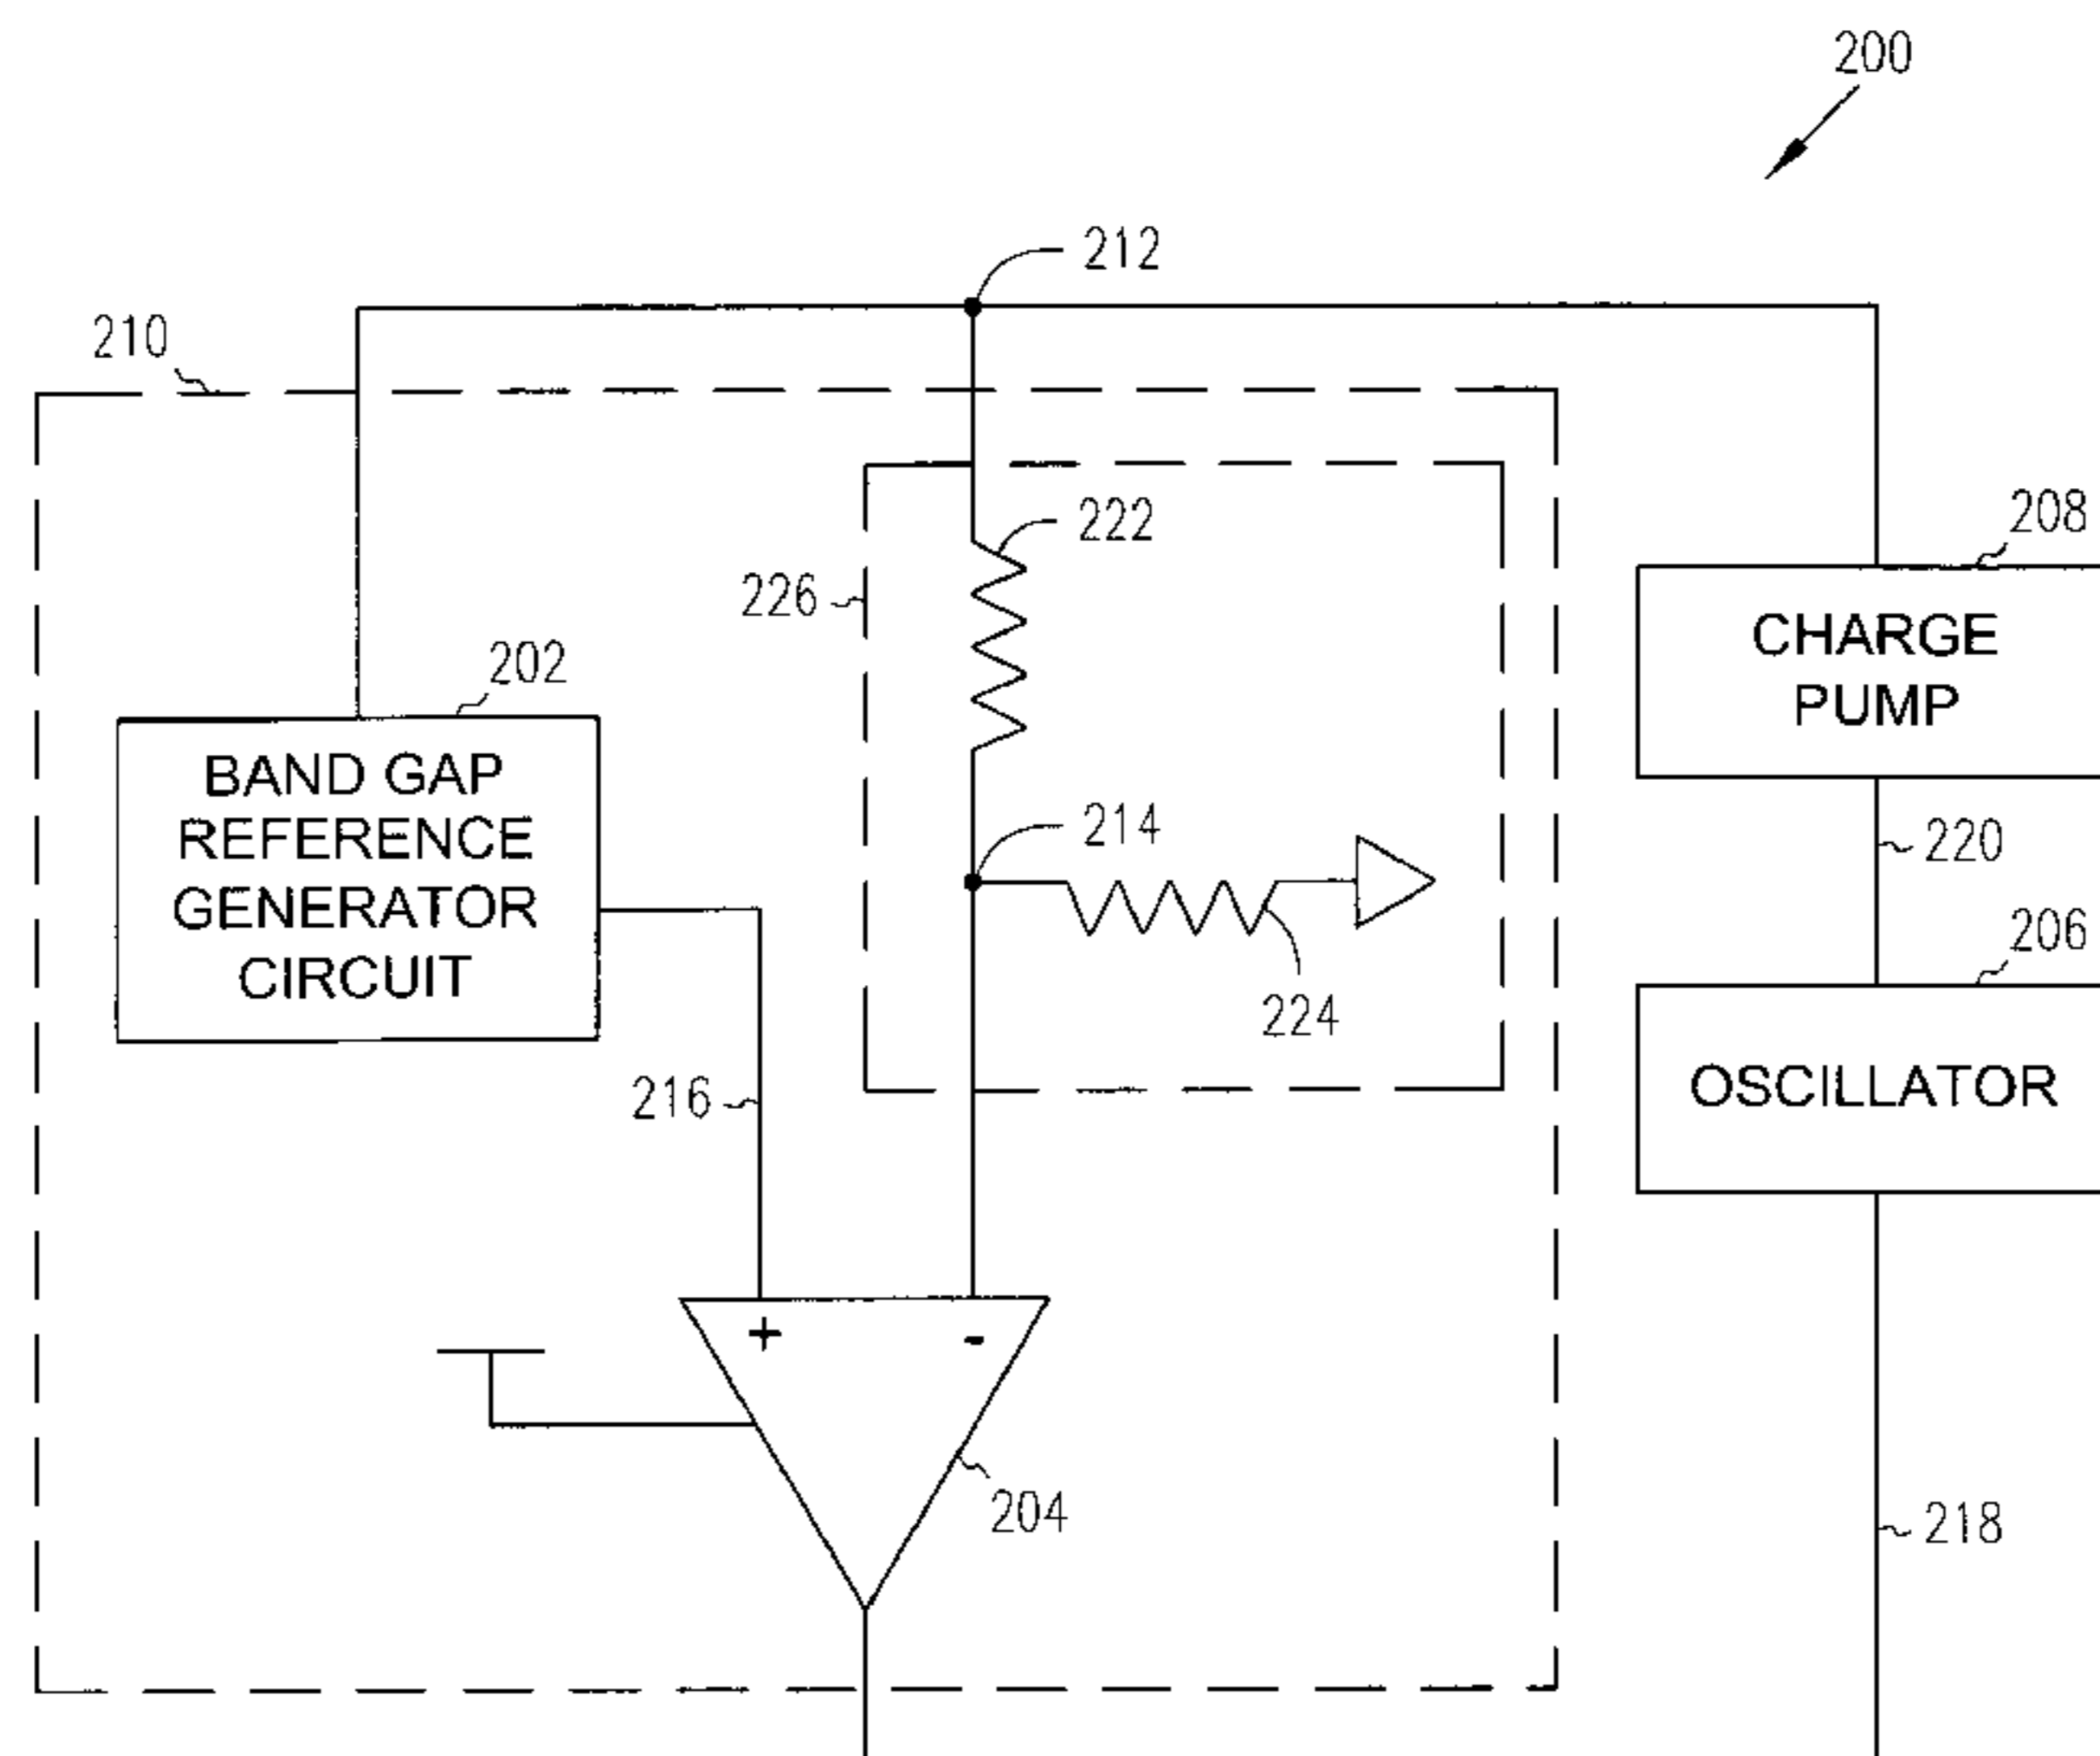 200
212
210
222
208
226
CHARGE
PUMP
202
BAND GAP
REFERENCE
GENERATOR
CIRCUIT
214
220
206
224
216
OSCILLATOR
+
-
204
218